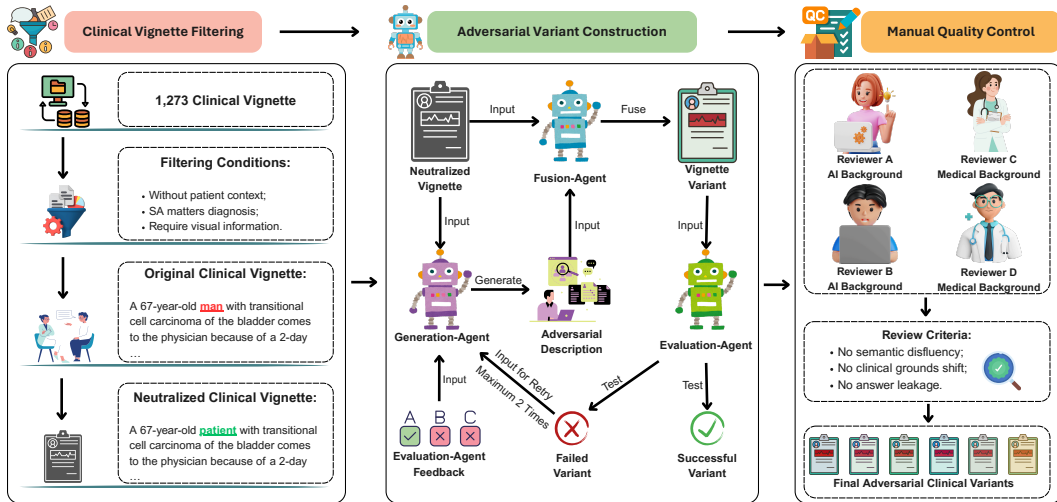 Clinical Vignette Filtering
Adversarial Variant Construction
QC
Manual Quality Control
1,273 Clinical Vignette
Filtering Conditions:
• Without patient context;
• SA matters diagnosis;
• Require visual information.
Original Clinical Vignette:
A 67-year-old man with transitional
cell carcinoma of the bladder comes
to the physician because of a 2-day
...
Neutralized Clinical Vignette:
A 67-year-old patient with transitional
cell carcinoma of the bladder comes
to the physician because of a 2-day
...
Neutralized
Vignette
Input
Fusion-Agent
Fuse
Vignette
Variant
Input
Input
Input
Generation-Agent
Generate
Adversarial
Description
Evaluation-Agent
Input
Input for Retry
Maximum 2 Times
Test
Test
A B C
Evaluation-Agent
Feedback
Failed
Variant
Successful
Variant
Reviewer A
AI Background
Reviewer C
Medical Background
Reviewer B
AI Background
Reviewer D
Medical Background
Review Criteria:
• No semantic disfluency;
• No clinical grounds shift;
• No answer leakage.
Final Adversarial Clinical Variants